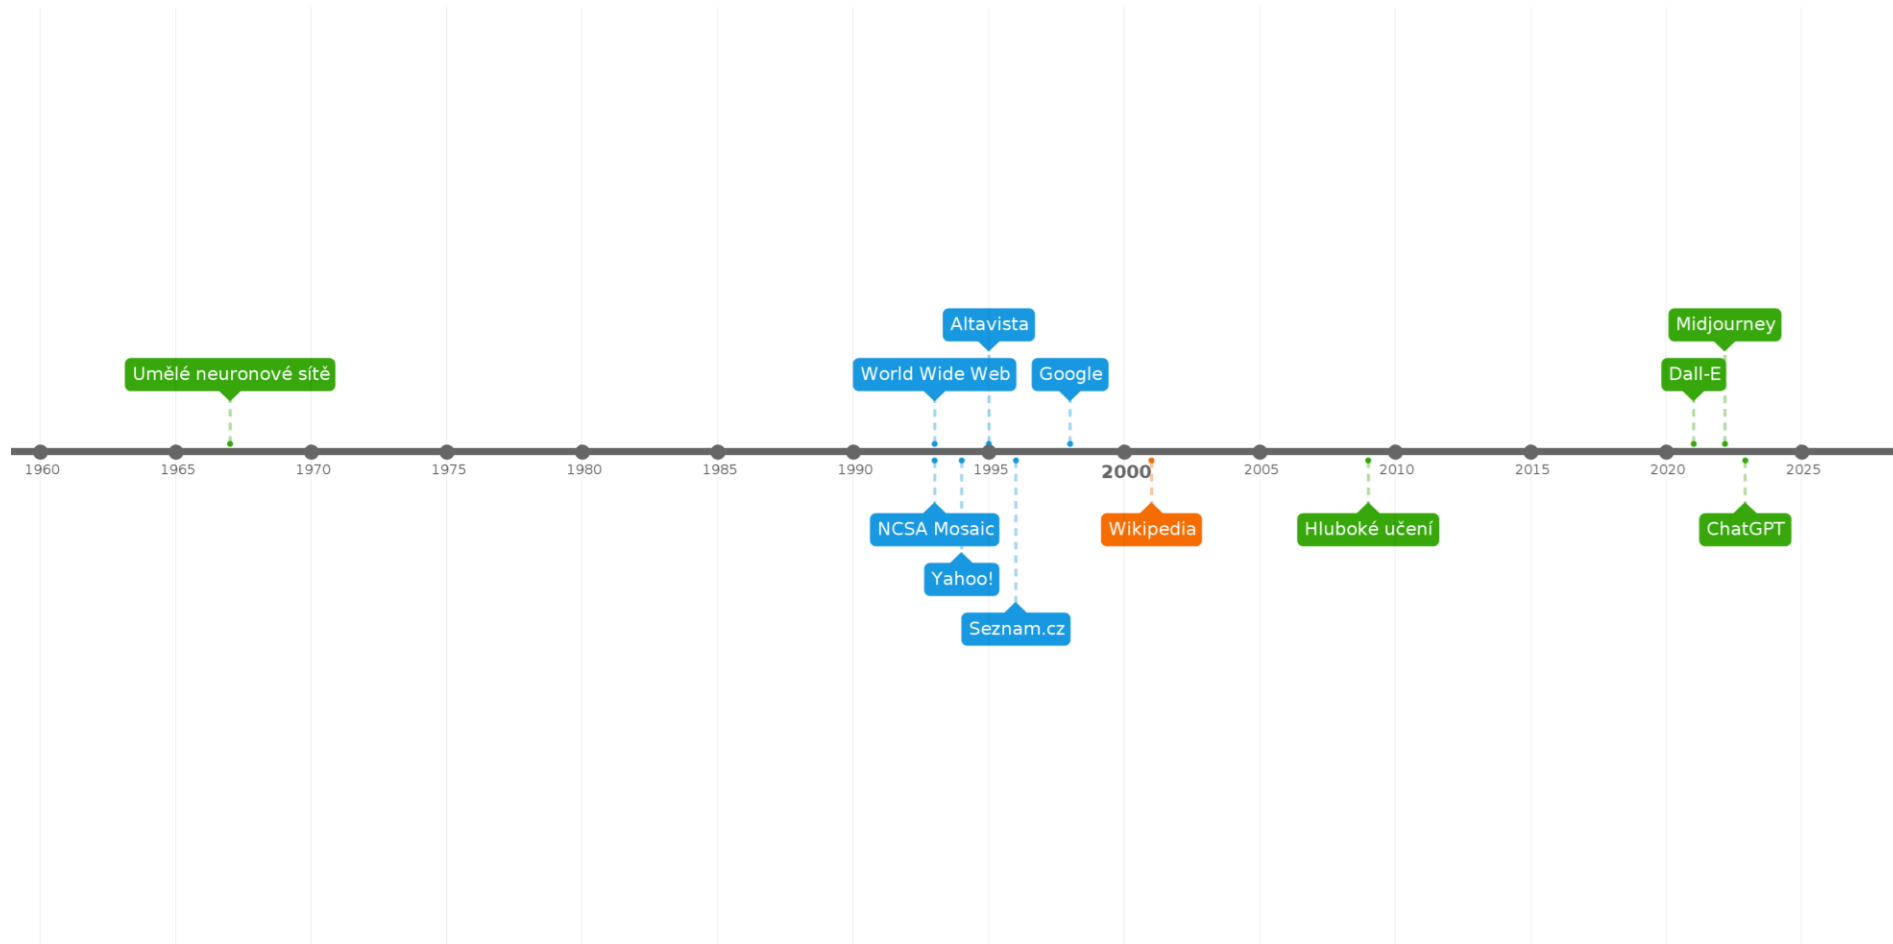 Altavista
Midjourney
Umělé neuronové sítě
World Wide Web
Google
Dall-E
1960
1965
1970
1975
1980
1985
1990
1995
2000
2005
2010
2015
2020
2025
NCSA Mosaic
Wikipedia
Hluboké učení
ChatGPT
Yahoo!
Seznam.cz